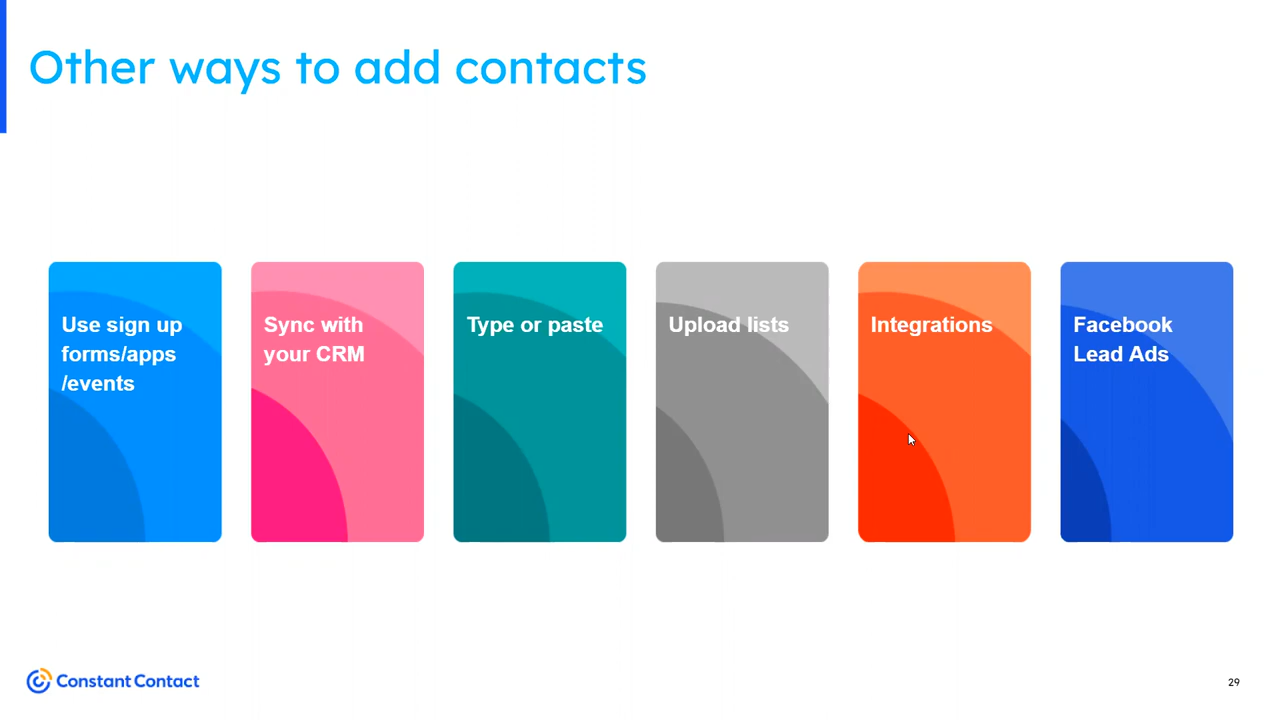 Other ways to add contacts
Use sign up
forms/apps
/events
Sync with
your CRM
Type or paste
Upload lists
Integrations
Facebook
Lead Ads
Constant Contact
29